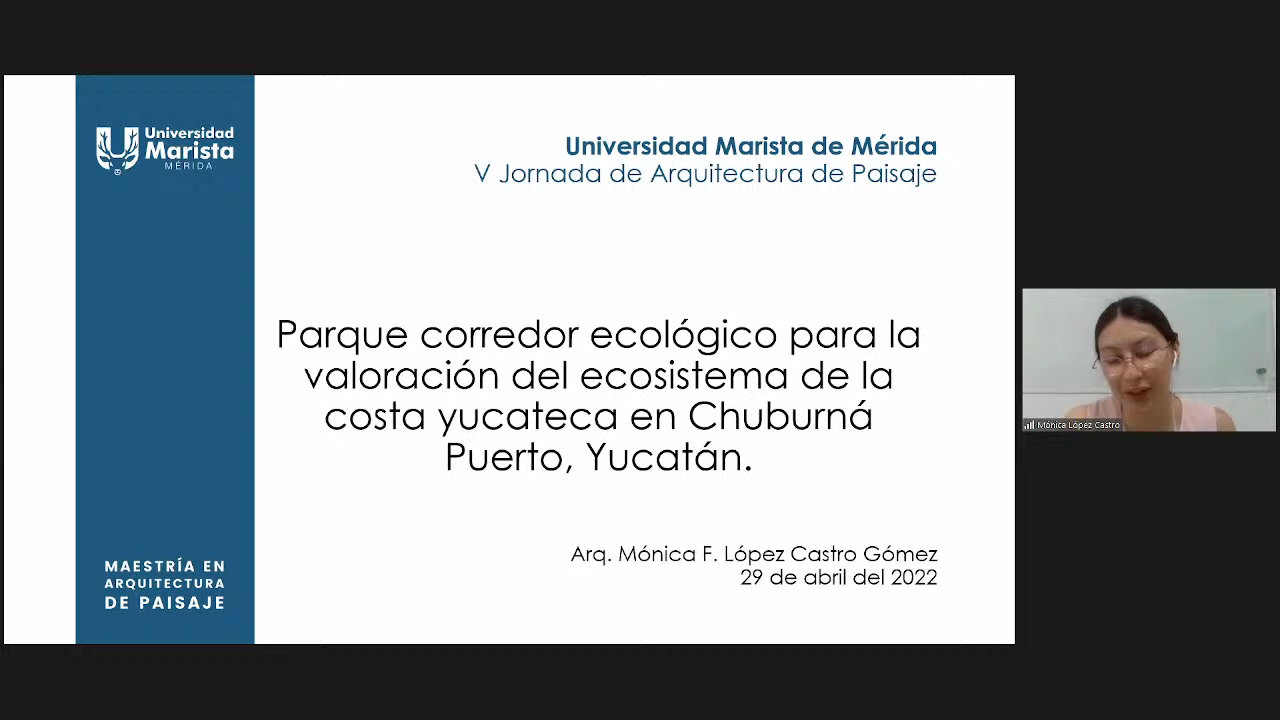 Universidad
Marista
MÉRIDA
Universidad Marista de Mérida
V Jornada de Arquitectura de Paisaje
Parque corredor ecológico para la
valoración del ecosistema de la
costa yucateca en Chuburná
Puerto, Yucatán.
Arq. Mónica F. López Castro Gómez
29 de abril del 2022
MAESTRÍA EN
ARQUITECTURA
DE PAISAJE
Mónica López Castro